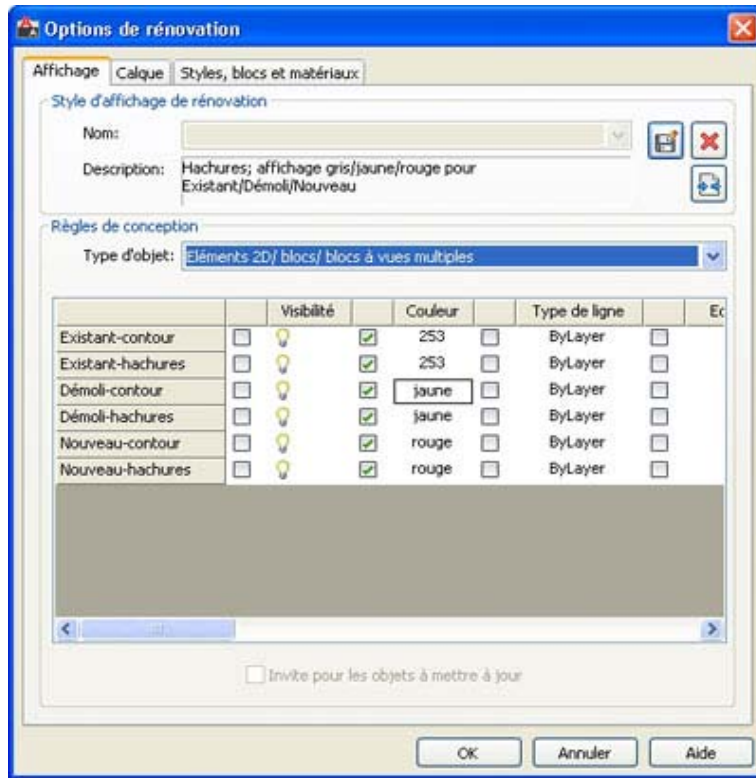 Options de rénovation
Affichage Calque Styles, blocs et matériaux
Style d'affichage de rénovation
Nom:
Description: Hachures; affichage gris/jaune/rouge pour
Existant/Démoli/Nouveau
Règles de conception
Type d'objet: Eléments 2D/ blocs/ blocs à vues multiples
Visibilité Couleur Type de ligne Ec
Existant-contour 253 ByLayer
Existant-hachures 253 ByLayer
Démoli-contour jaune ByLayer
Démoli-hachures jaune ByLayer
Nouveau-contour rouge ByLayer
Nouveau-hachures rouge ByLayer
Invite pour les objets à mettre à jour
OK Annuler Aide